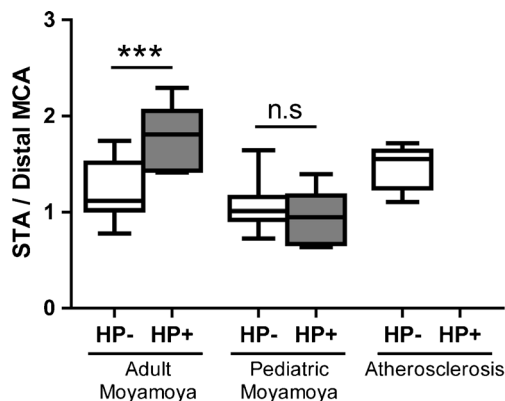 3
***
n.s
2
STA / Distal MCA
1
0
HP- HP+ HP- HP+ HP- HP+
Adult Pediatric Atherosclerosis
Moyamoya Moyamoya